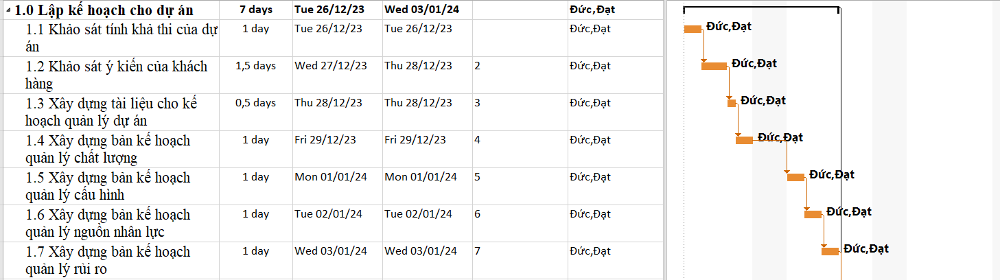 1.0 Lập kế hoạch cho dự án 7 days Tue 26/12/23 Wed 03/01/24 Đức,Đạt
1.1 Khảo sát tính khả thi của dự án 1 day Tue 26/12/23 Tue 26/12/23 Đức,Đạt Đức,Đạt
1.2 Khảo sát ý kiến của khách hàng 1,5 days Wed 27/12/23 Thu 28/12/23 2 Đức,Đạt Đức,Đạt
1.3 Xây dựng tài liệu cho kế hoạch quản lý dự án 0,5 days Thu 28/12/23 Thu 28/12/23 3 Đức,Đạt Đức,Đạt
1.4 Xây dựng bản kế hoạch quản lý chất lượng 1 day Fri 29/12/23 Fri 29/12/23 4 Đức,Đạt Đức,Đạt
1.5 Xây dựng bản kế hoạch quản lý cấu hình 1 day Mon 01/01/24 Mon 01/01/24 5 Đức,Đạt Đức,Đạt
1.6 Xây dựng bản kế hoạch quản lý nguồn nhân lực 1 day Tue 02/01/24 Tue 02/01/24 6 Đức,Đạt Đức,Đạt
1.7 Xây dựng bản kế hoạch quản lý rủi ro 1 day Wed 03/01/24 Wed 03/01/24 7 Đức,Đạt Đức,Đạt